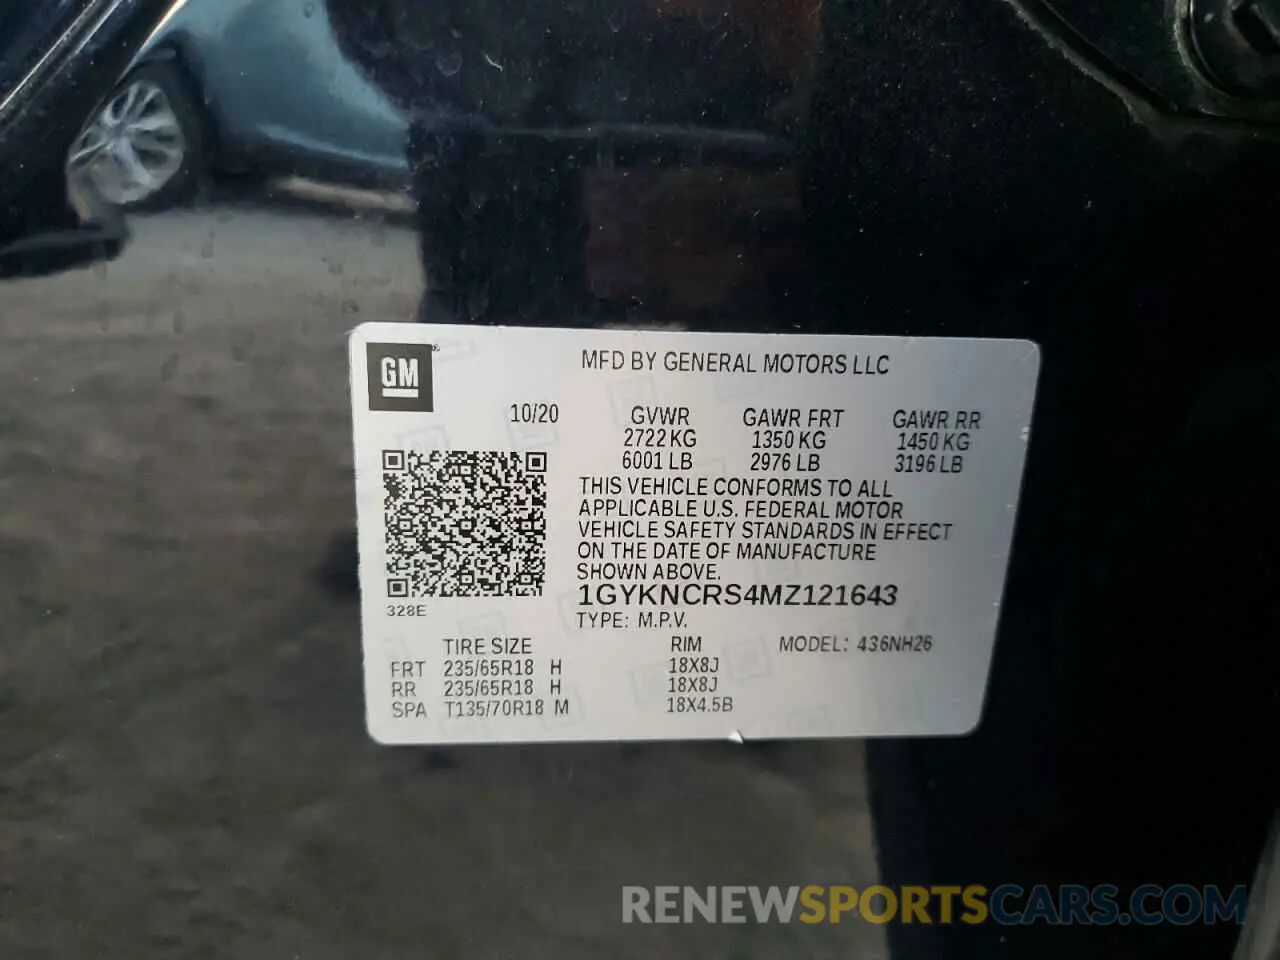 GM
MFD BY GENERAL MOTORS LLC
10/20 GVWR GAWR FRT GAWR RR
2722 KG 1350 KG 1450 KG
6001 LB 2976 LB 3196 LB
THIS VEHICLE CONFORMS TO ALL
APPLICABLE U.S. FEDERAL MOTOR
VEHICLE SAFETY STANDARDS IN EFFECT
ON THE DATE OF MANUFACTURE
SHOWN ABOVE.
1GYKNCRS4MZ121643
328E
TYPE: M.P.V.
TIRE SIZE RIM MODEL: 436NH26
FRT 235/65R18 H 18X8J
RR 235/65R18 H 18X8J
SPA T135/70R18 M 18X4.5B
RENEWSPORTSCARS.COM